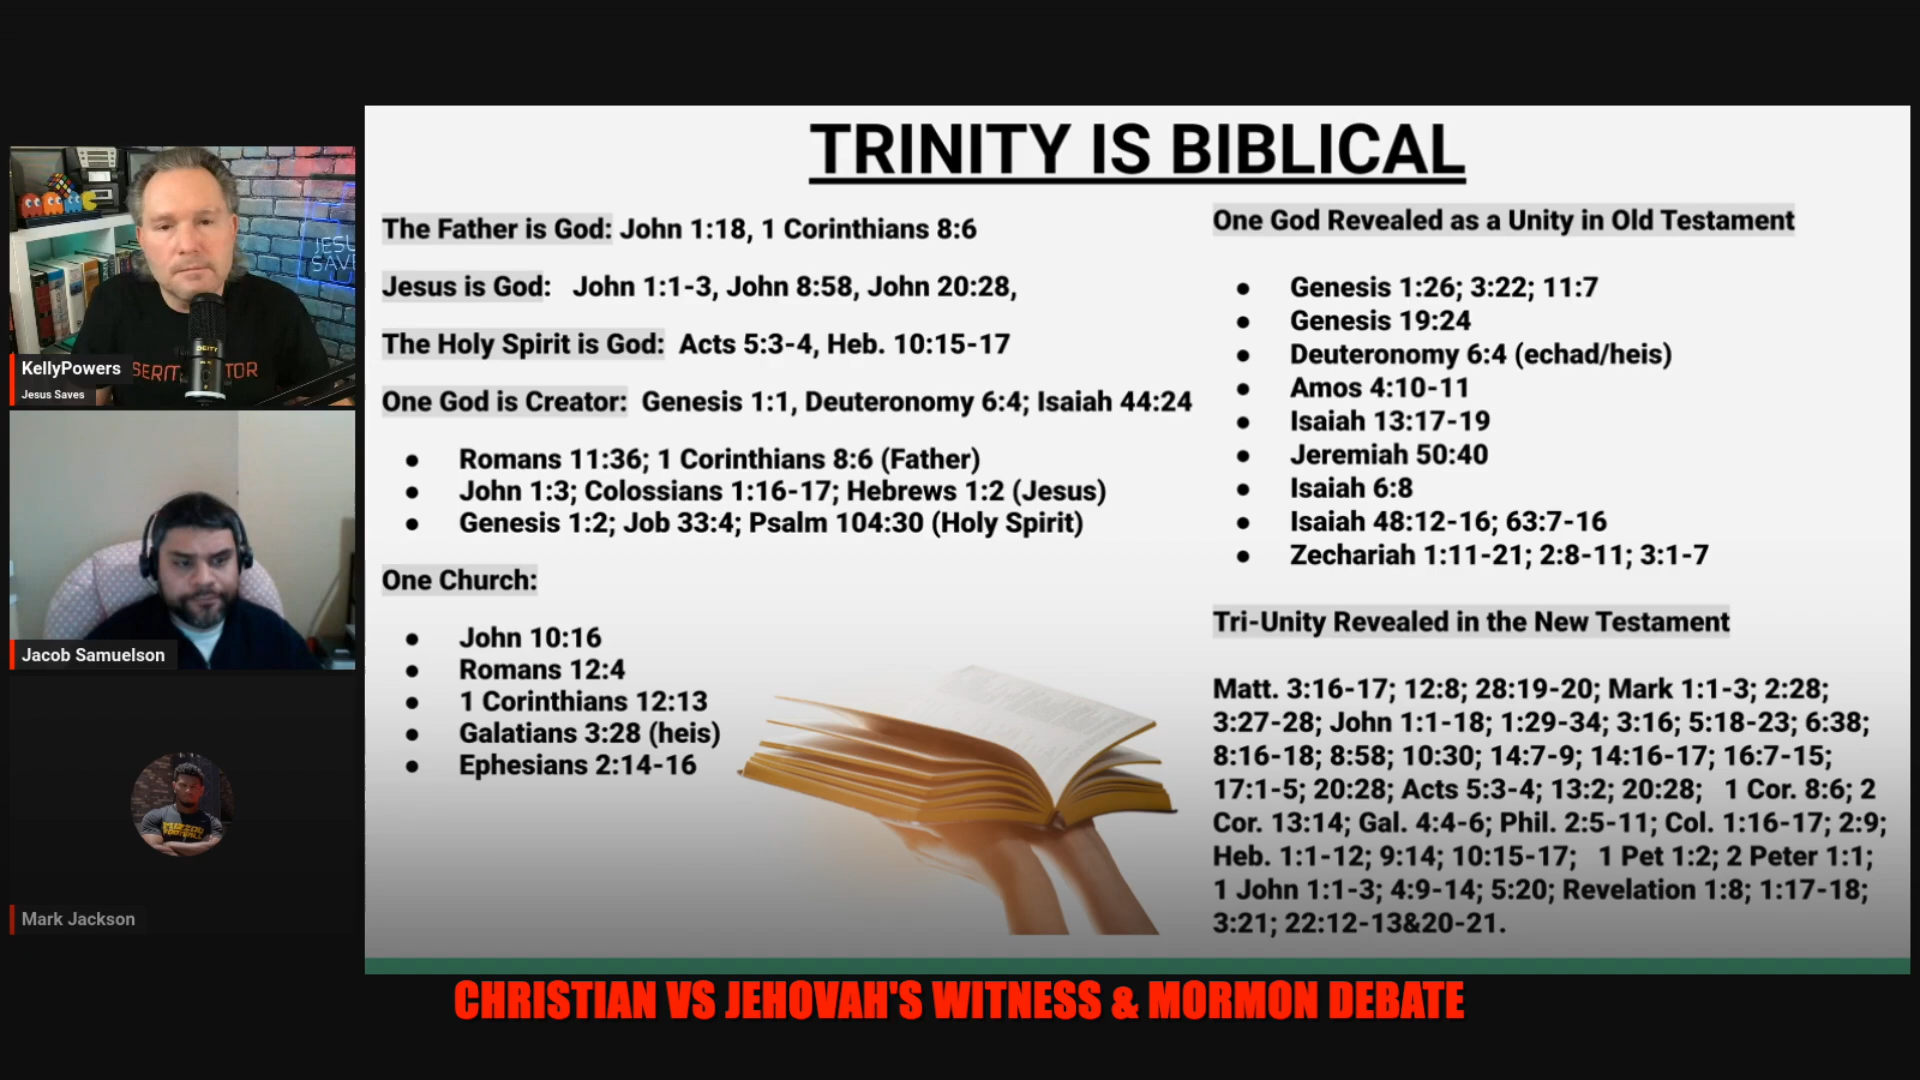 TRINITY IS BIBLICAL
The Father is God: John 1:18, 1 Corinthians 8:6
Jesus is God: John 1:1-3, John 8:58, John 20:28,
The Holy Spirit is God: Acts 5:3-4, Heb. 10:15-17
One God is Creator: Genesis 1:1, Deuteronomy 6:4; Isaiah 44:24
● Romans 11:36; 1 Corinthians 8:6 (Father)
● John 1:3; Colossians 1:16-17; Hebrews 1:2 (Jesus)
● Genesis 1:2; Job 33:4; Psalm 104:30 (Holy Spirit)
One Church:
● John 10:16
● Romans 12:4
● 1 Corinthians 12:13
● Galatians 3:28 (heis)
● Ephesians 2:14-16
One God Revealed as a Unity in Old Testament
● Genesis 1:26; 3:22; 11:7
● Genesis 19:24
● Deuteronomy 6:4 (echad/heis)
● Amos 4:10-11
● Isaiah 13:17-19
● Jeremiah 50:40
● Isaiah 6:8
● Isaiah 48:12-16; 63:7-16
● Zechariah 1:11-21; 2:8-11; 3:1-7
Tri-Unity Revealed in the New Testament
Matt. 3:16-17; 12:8; 28:19-20; Mark 1:1-3; 2:28;
3:27-28; John 1:1-18; 1:29-34; 3:16; 5:18-23; 6:38;
8:16-18; 8:58; 10:30; 14:7-9; 14:16-17; 16:7-15;
17:1-5; 20:28; Acts 5:3-4; 13:2; 20:28; 1 Cor. 8:6; 2
Cor. 13:14; Gal. 4:4-6; Phil. 2:5-11; Col. 1:16-17; 2:9;
Heb. 1:1-12; 9:14; 10:15-17; 1 Pet 1:2; 2 Peter 1:1;
1 John 1:1-3; 4:9-14; 5:20; Revelation 1:8; 1:17-18;
3:21; 22:12-13&20-21.
DEITY
KellyPowers
Jesus Saves
Jacob Samuelson
MIZZOU
FOOTBALL
Mark Jackson
CHRISTIAN VS JEHOVAH'S WITNESS & MORMON DEBATE